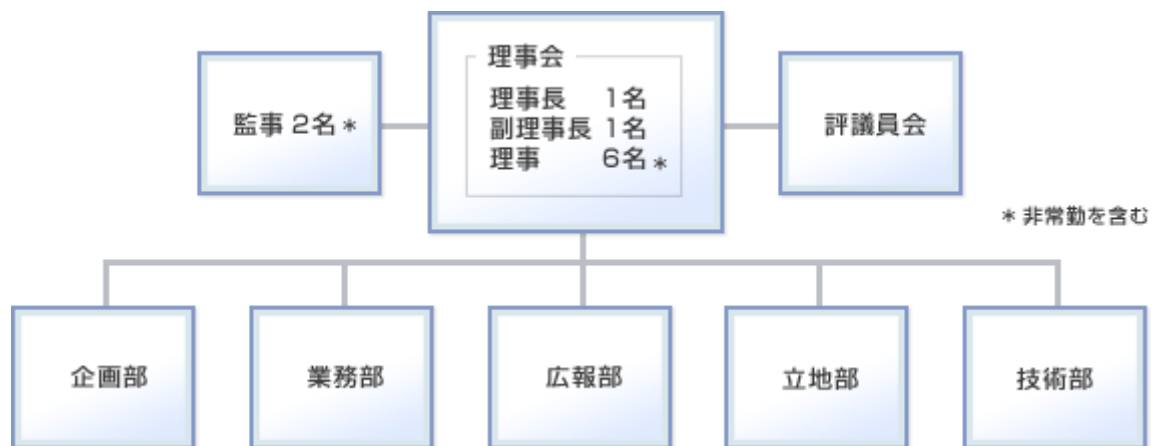 理事会
理事長 1名
副理事長 1名
理事 6名*
監事 2名*
評議員会
* 非常勤を含む
企画部
業務部
広報部
立地部
技術部